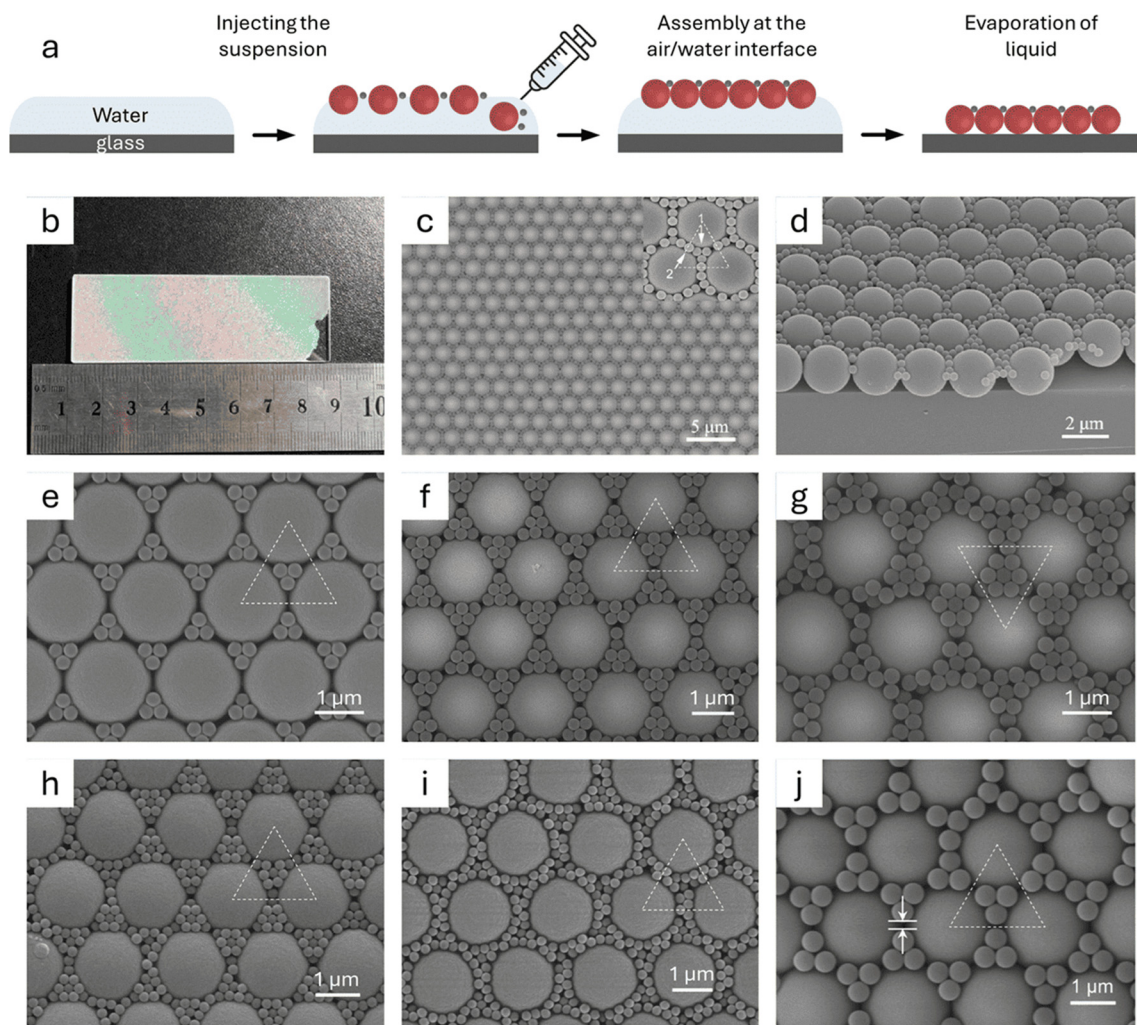 a
Injecting the
suspension
Assembly at the
air/water interface
Evaporation of
liquid
Water
glass
b
1 2 3 4 5 6 7 8 9 10
c
1
2
5 μm
d
2 μm
e
1 μm
f
1 μm
g
1 μm
h
1 μm
i
1 μm
j
1 μm